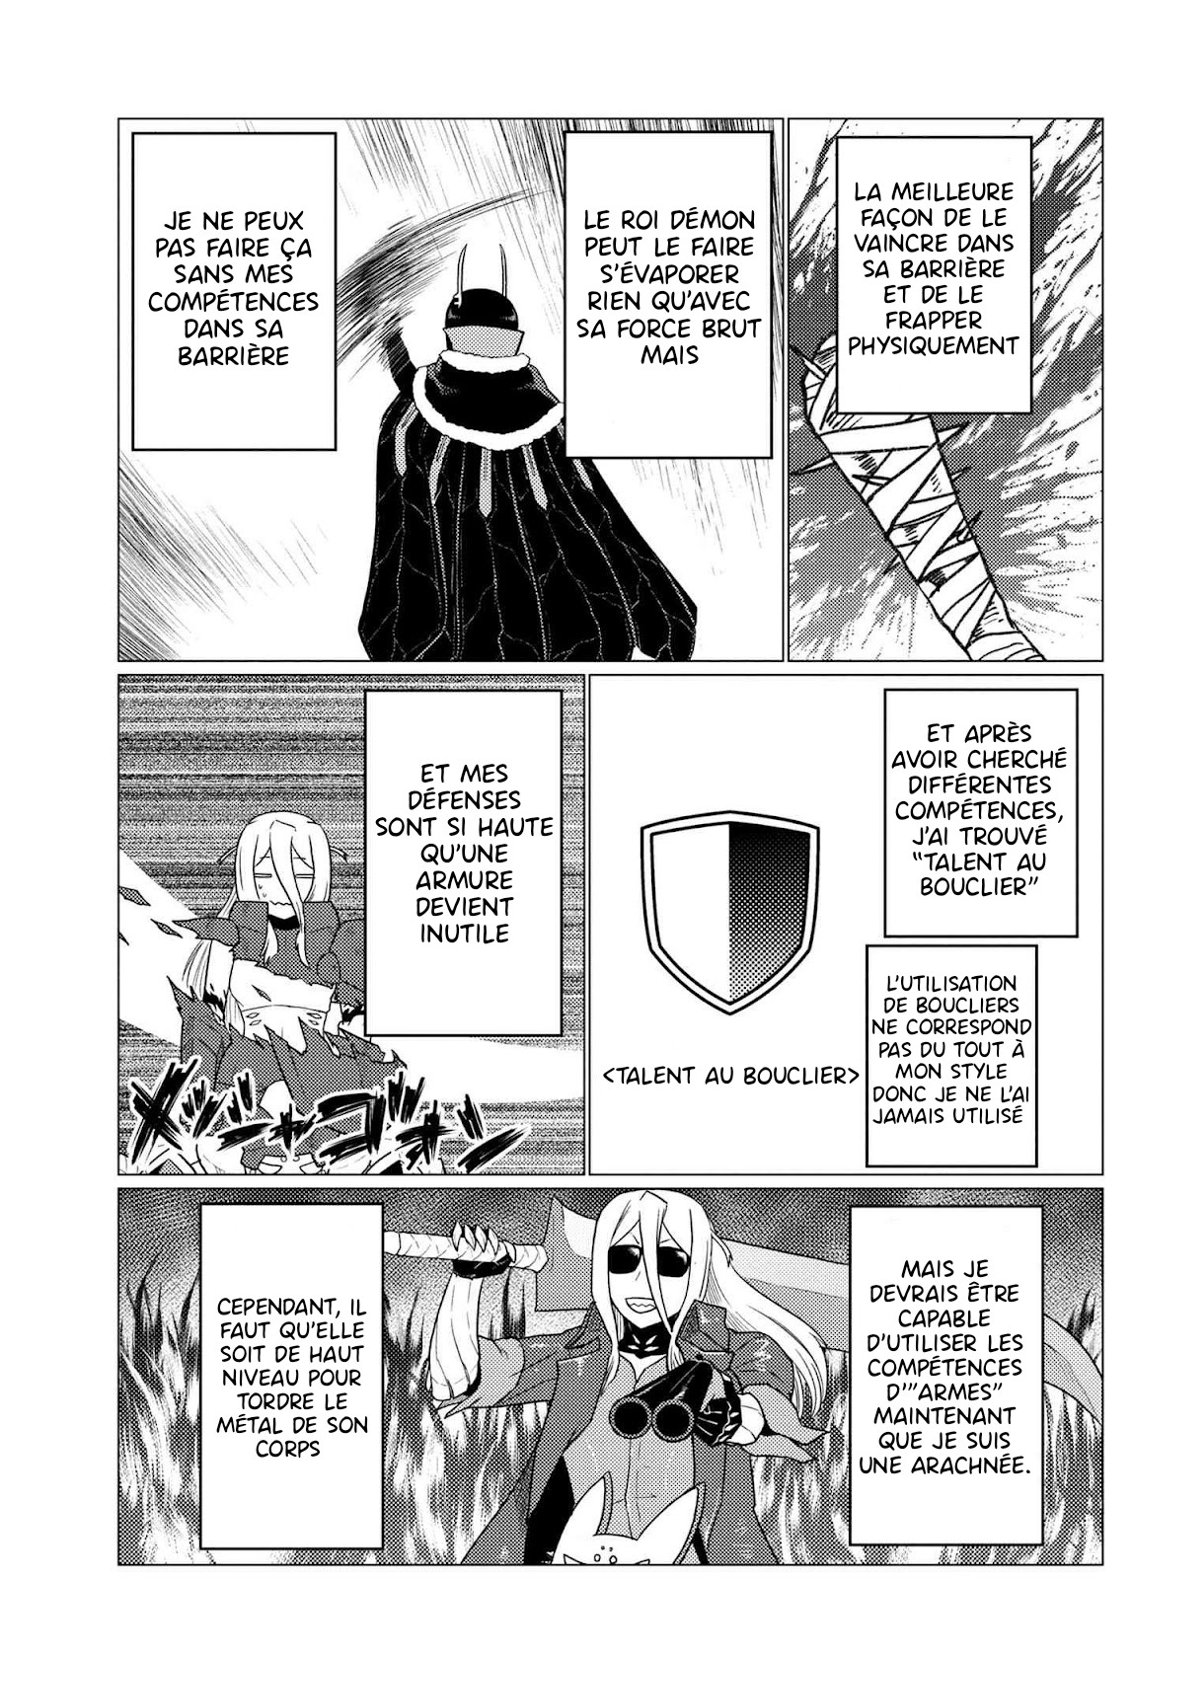 LA MEILLEURE
FAÇON DE LE
VAINCRE DANS
SA BARRIÈRE
ET DE LE
FRAPPER
PHYSIQUEMENT
LE ROI DÉMON
PEUT LE FAIRE
S'ÉVAPORER
RIEN QU'AVEC
SA FORCE BRUT
MAIS
JE NE PEUX
PAS FAIRE ÇA
SANS MES
COMPÉTENCES
DANS SA
BARRIÈRE
ET APRÈS
AVOIR CHERCHÉ
DIFFÉRENTES
COMPÉTENCES,
J'AI TROUVÉ
"TALENT AU
BOUCLIER"
L'UTILISATION
DE BOUCLIERS
NE CORRESPOND
PAS DU TOUT À
MON STYLE
DONC JE NE L'AI
JAMAIS UTILISÉ
<TALENT AU BOUCLIER>
ET MES
DÉFENSES
SONT SI HAUTE
QU'UNE
ARMURE
DEVIENT
INUTILE
MAIS JE
DEVRAIS ÊTRE
CAPABLE
D'UTILISER LES
COMPÉTENCES
D'"ARMES"
MAINTENANT
QUE JE SUIS
UNE ARACHNÉE.
CEPENDANT, IL
FAUT QU'ELLE
SOIT DE HAUT
NIVEAU POUR
TORDRE LE
MÉTAL DE SON
CORPS